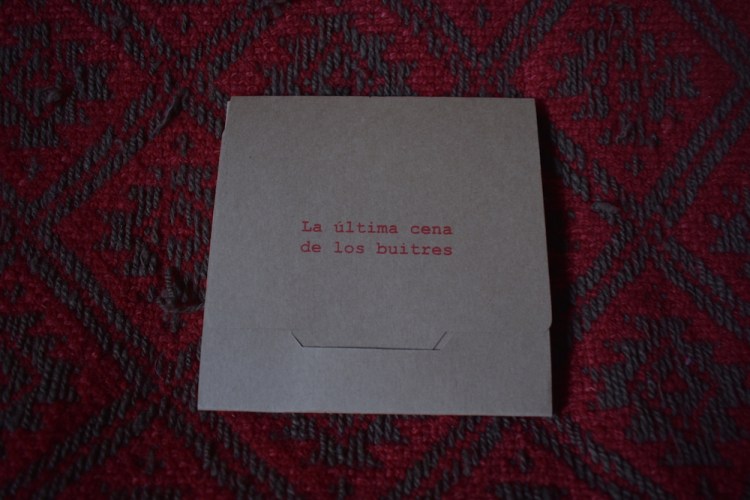 La última cena
de los buitres